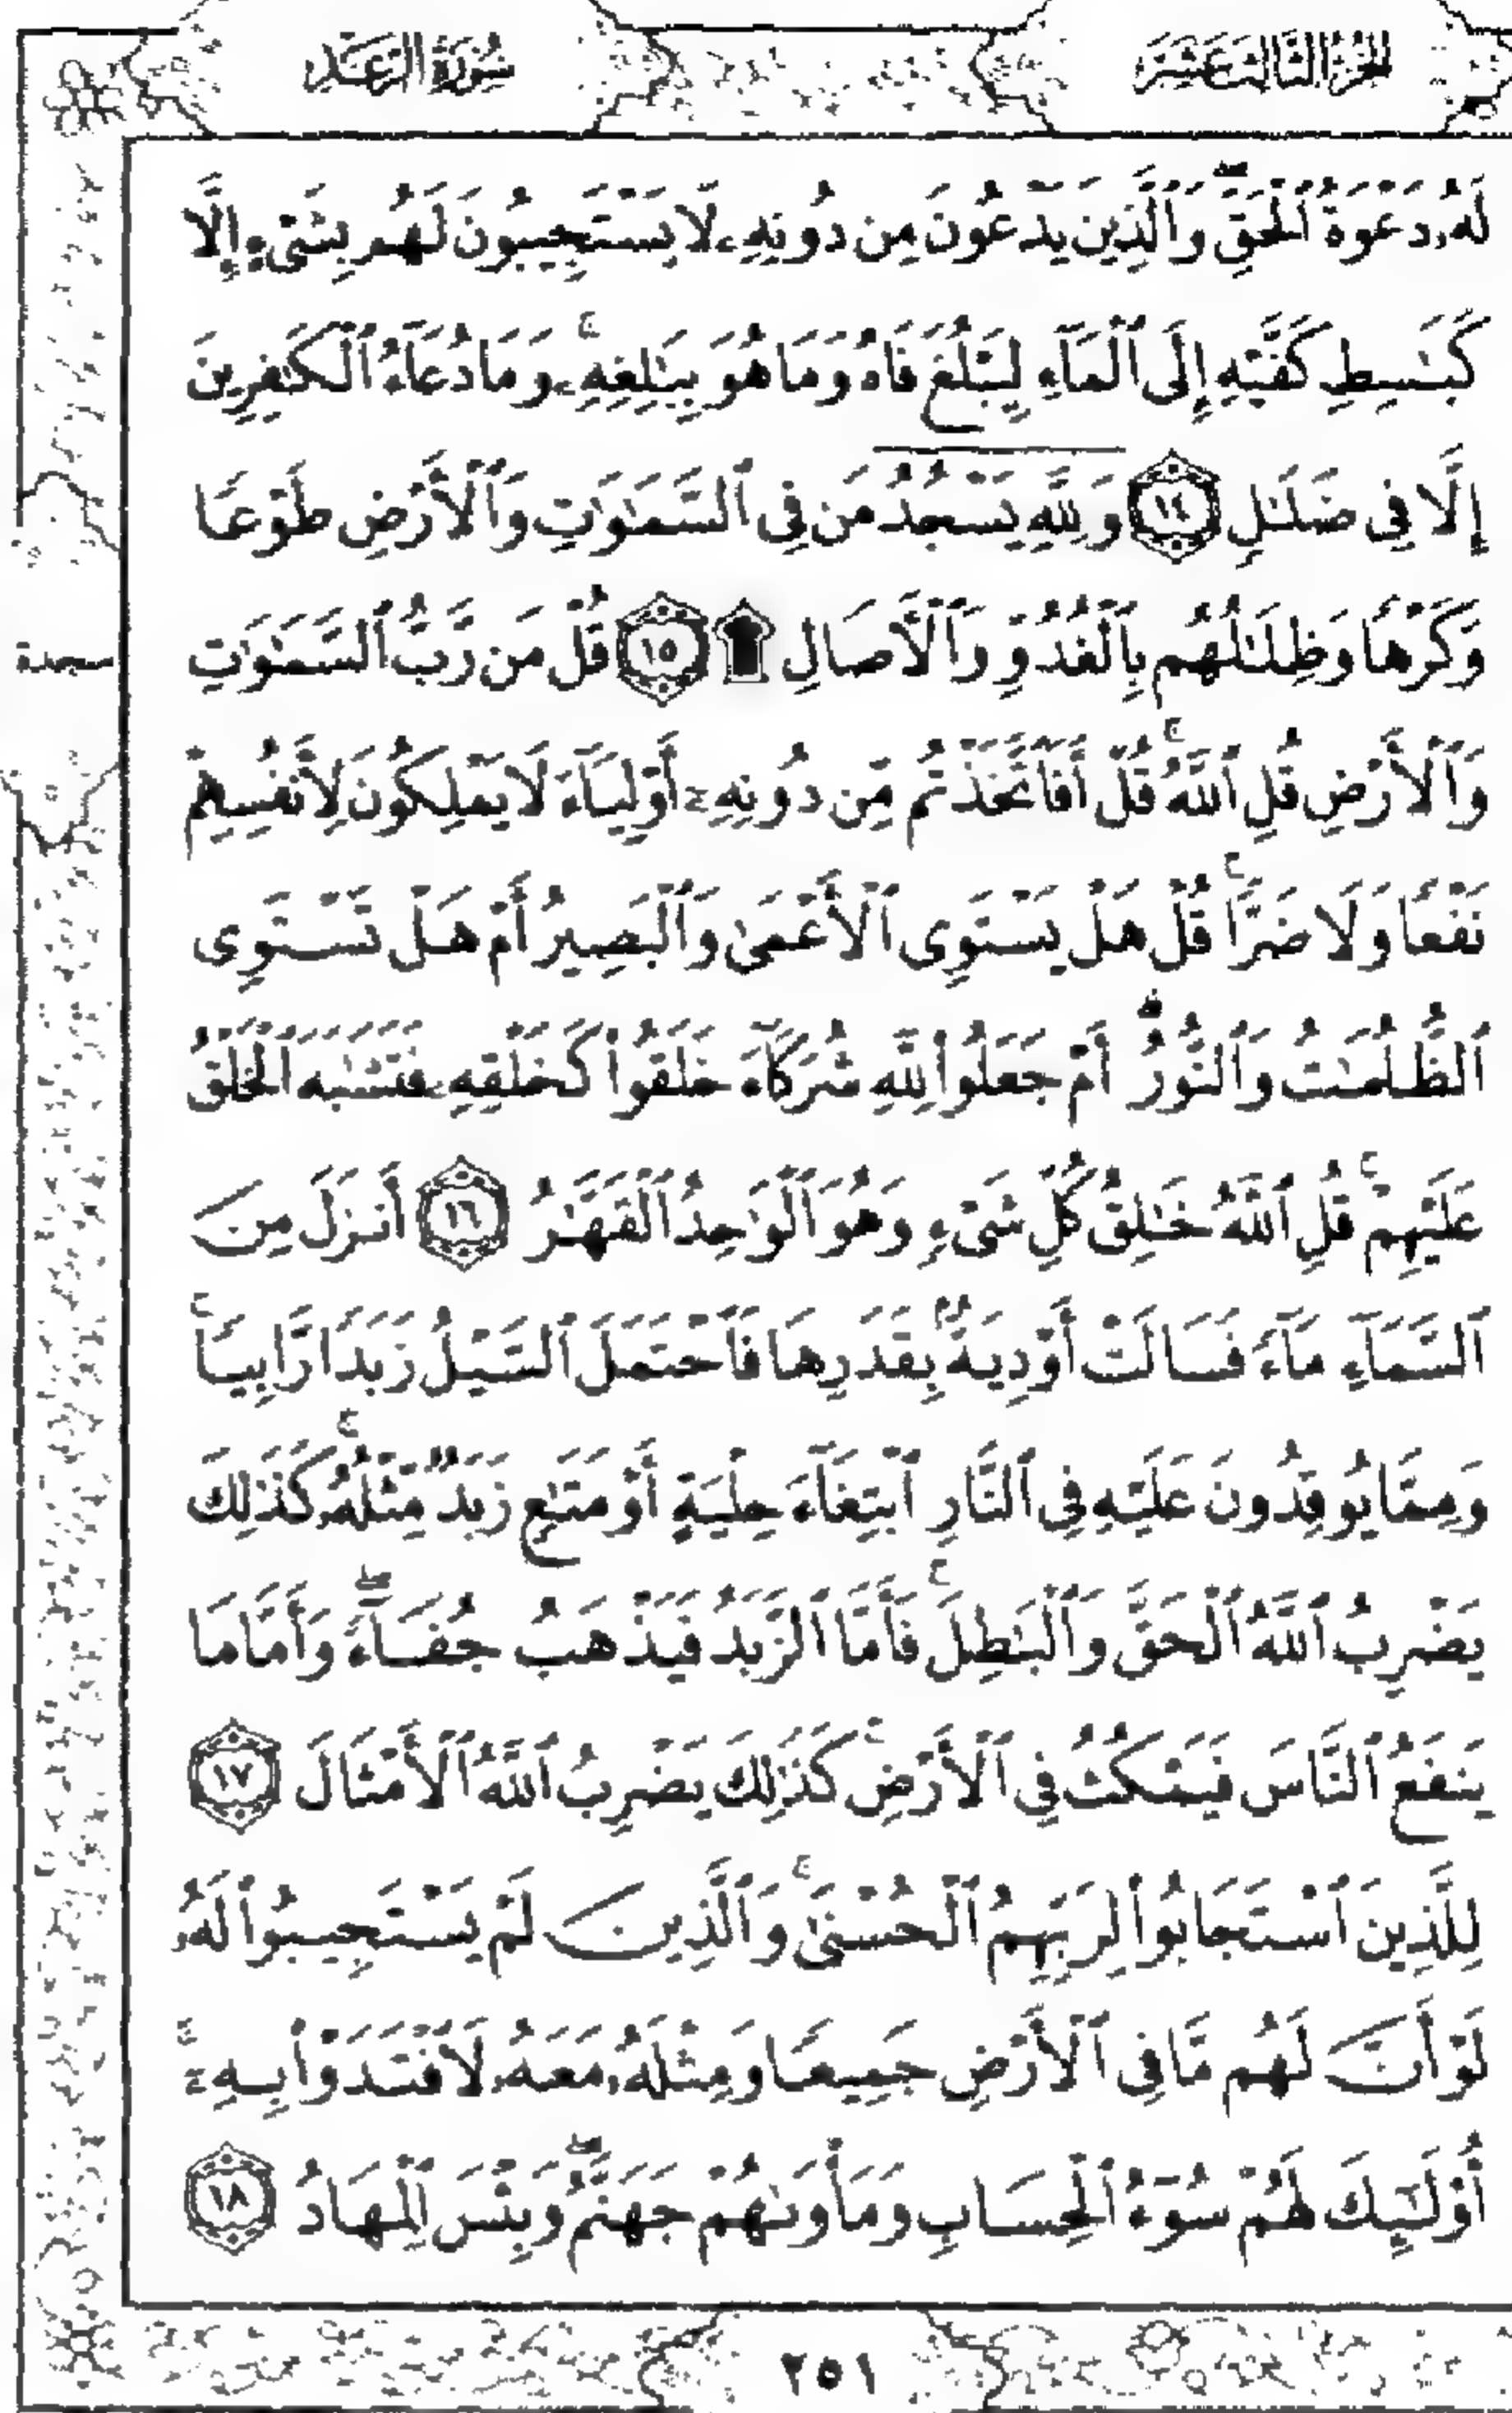 الجزء الثالث عشر
سورة الرعد
لَهُۥ دَعْوَةُ ٱلْحَقِّ ۖ وَٱلَّذِينَ يَدْعُونَ مِن دُونِهِۦ لَا يَسْتَجِيبُونَ لَهُم بِشَىْءٍ إِلَّا
كَبَٰسِطِ كَفَّيْهِ إِلَى ٱلْمَآءِ لِيَبْلُغَ فَاهُ وَمَا هُوَ بِبَٰلِغِهِۦ ۚ وَمَا دُعَآءُ ٱلْكَٰفِرِينَ
إِلَّا فِى ضَلَٰلٍ ١٤ وَلِلَّهِ يَسْجُدُ مَن فِى ٱلسَّمَٰوَٰتِ وَٱلْأَرْضِ طَوْعًا
وَكَرْهًا وَظِلَٰلُهُم بِٱلْغُدُوِّ وَٱلْءَاصَالِ ۩ ١٥ قُلْ مَن رَّبُّ ٱلسَّمَٰوَٰتِ
سجدة
وَٱلْأَرْضِ قُلِ ٱللَّهُ ۚ قُلْ أَفَٱتَّخَذْتُم مِّن دُونِهِۦٓ أَوْلِيَآءَ لَا يَمْلِكُونَ لِأَنفُسِهِمْ
نَفْعًا وَلَا ضَرًّا ۚ قُلْ هَلْ يَسْتَوِى ٱلْأَعْمَىٰ وَٱلْبَصِيرُ أَمْ هَلْ تَسْتَوِى
ٱلظُّلُمَٰتُ وَٱلنُّورُ ۗ أَمْ جَعَلُوا۟ لِلَّهِ شُرَكَآءَ خَلَقُوا۟ كَخَلْقِهِۦ فَتَشَٰبَهَ ٱلْخَلْقُ
عَلَيْهِمْ ۚ قُلِ ٱللَّهُ خَٰلِقُ كُلِّ شَىْءٍ وَهُوَ ٱلْوَٰحِدُ ٱلْقَهَّٰرُ ١٦ أَنزَلَ مِنَ
ٱلسَّمَآءِ مَآءً فَسَالَتْ أَوْدِيَةٌۢ بِقَدَرِهَا فَٱحْتَمَلَ ٱلسَّيْلُ زَبَدًا رَّابِيًا ۚ
وَمِمَّا يُوقِدُونَ عَلَيْهِ فِى ٱلنَّارِ ٱبْتِغَآءَ حِلْيَةٍ أَوْ مَتَٰعٍ زَبَدٌ مِّثْلُهُۥ ۚ كَذَٰلِكَ
يَضْرِبُ ٱللَّهُ ٱلْحَقَّ وَٱلْبَٰطِلَ ۚ فَأَمَّا ٱلزَّبَدُ فَيَذْهَبُ جُفَآءً ۖ وَأَمَّا مَا
يَنفَعُ ٱلنَّاسَ فَيَمْكُثُ فِى ٱلْأَرْضِ ۚ كَذَٰلِكَ يَضْرِبُ ٱللَّهُ ٱلْأَمْثَالَ ١٧
لِلَّذِينَ ٱسْتَجَابُوا۟ لِرَبِّهِمُ ٱلْحُسْنَىٰ ۚ وَٱلَّذِينَ لَمْ يَسْتَجِيبُوا۟ لَهُۥ
لَوْ أَنَّ لَهُم مَّا فِى ٱلْأَرْضِ جَمِيعًا وَمِثْلَهُۥ مَعَهُۥ لَٱفْتَدَوْا۟ بِهِۦٓ ۚ
أُو۟لَٰٓئِكَ لَهُمْ سُوٓءُ ٱلْحِسَابِ وَمَأْوَىٰهُمْ جَهَنَّمُ ۖ وَبِئْسَ ٱلْمِهَادُ ١٨
٢٥١